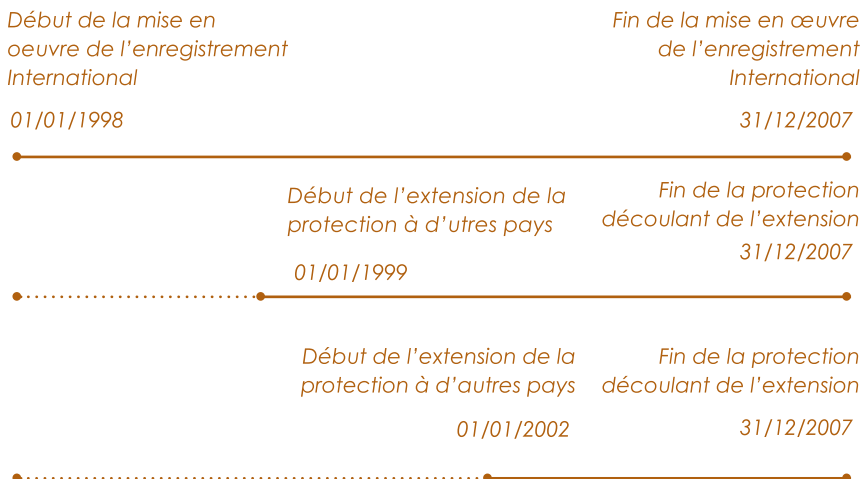 Début de la mise en
oeuvre de l'enregistrement
International
01/01/1998
Fin de la mise en œuvre
de l'enregistrement
International
31/12/2007
Début de l'extension de la
protection à d'utres pays
01/01/1999
Fin de la protection
découlant de l'extension
31/12/2007
Début de l'extension de la
protection à d'autres pays
01/01/2002
Fin de la protection
découlant de l'extension
31/12/2007